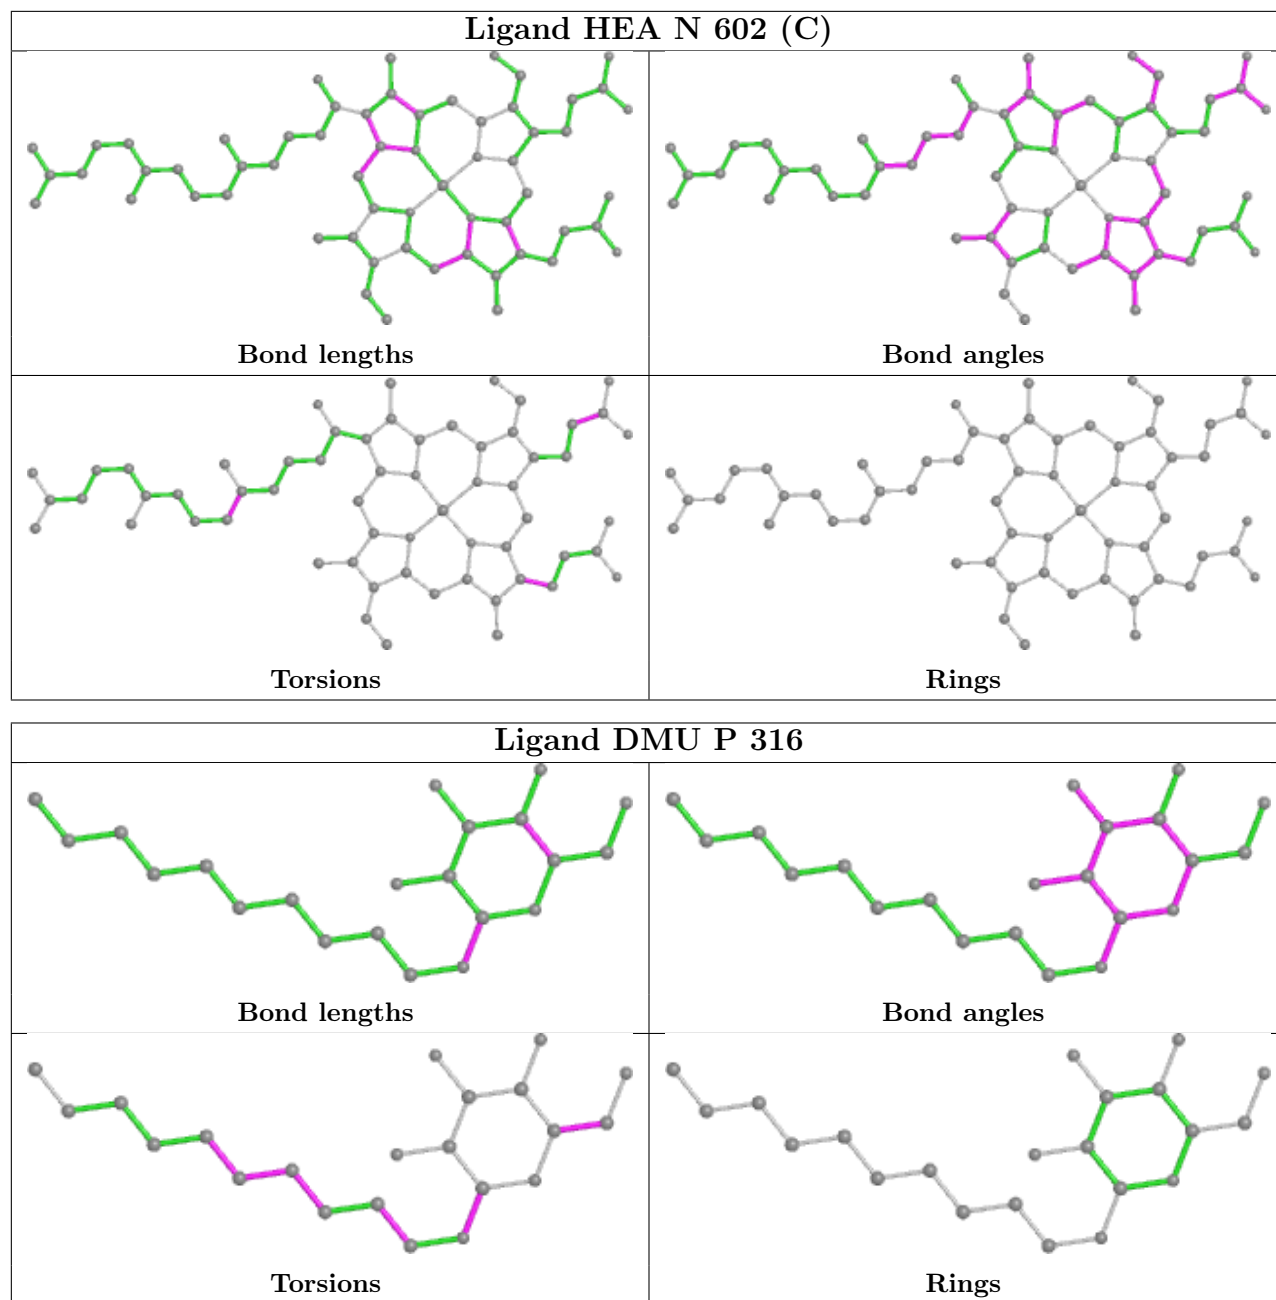 Ligand HEA N 602 (C)
Bond lengths
Bond angles
Torsions
Rings
Ligand DMU P 316
Bond lengths
Bond angles
Torsions
Rings